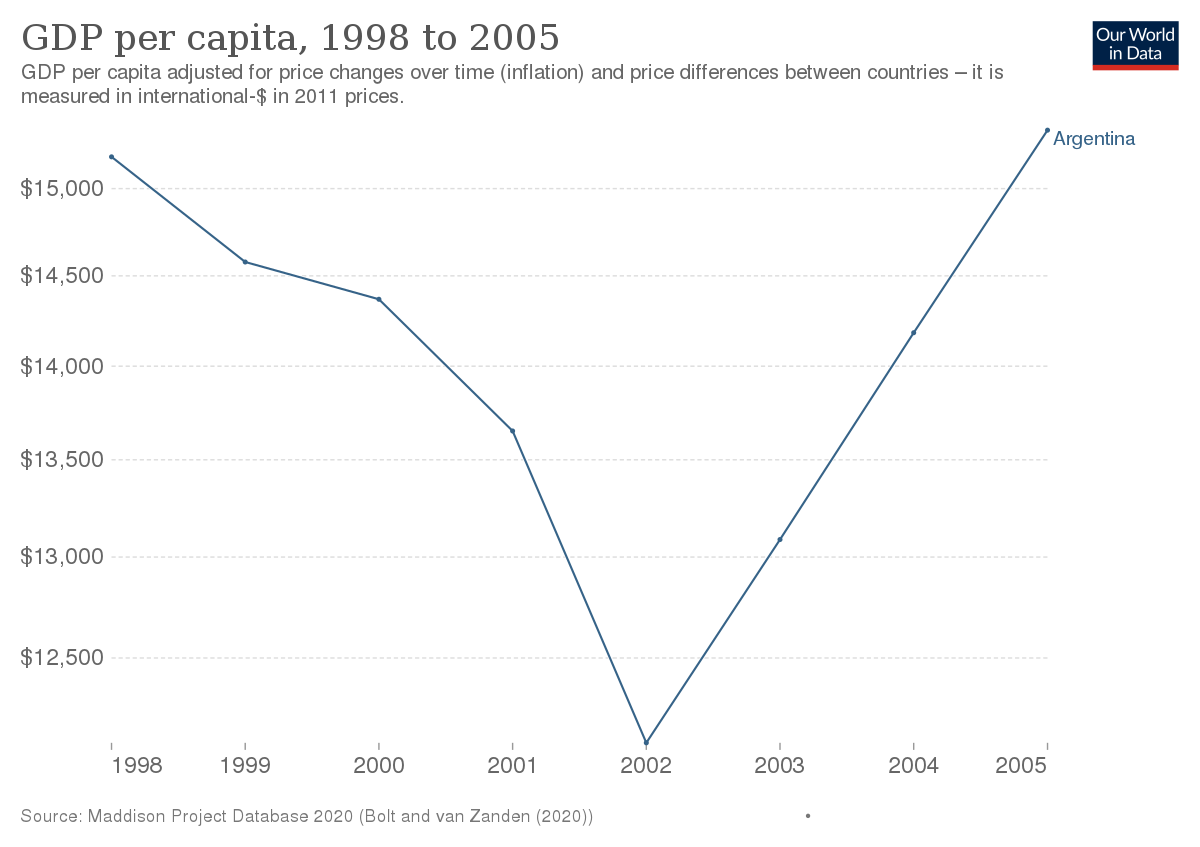 GDP per capita, 1998 to 2005
Our World
in Data
GDP per capita adjusted for price changes over time (inflation) and price differences between countries – it is
measured in international-$ in 2011 prices.
Argentina
$15,000
$14,500
$14,000
$13,500
$13,000
$12,500
1998 1999 2000 2001 2002 2003 2004 2005
Source: Maddison Project Database 2020 (Bolt and van Zanden (2020)) •